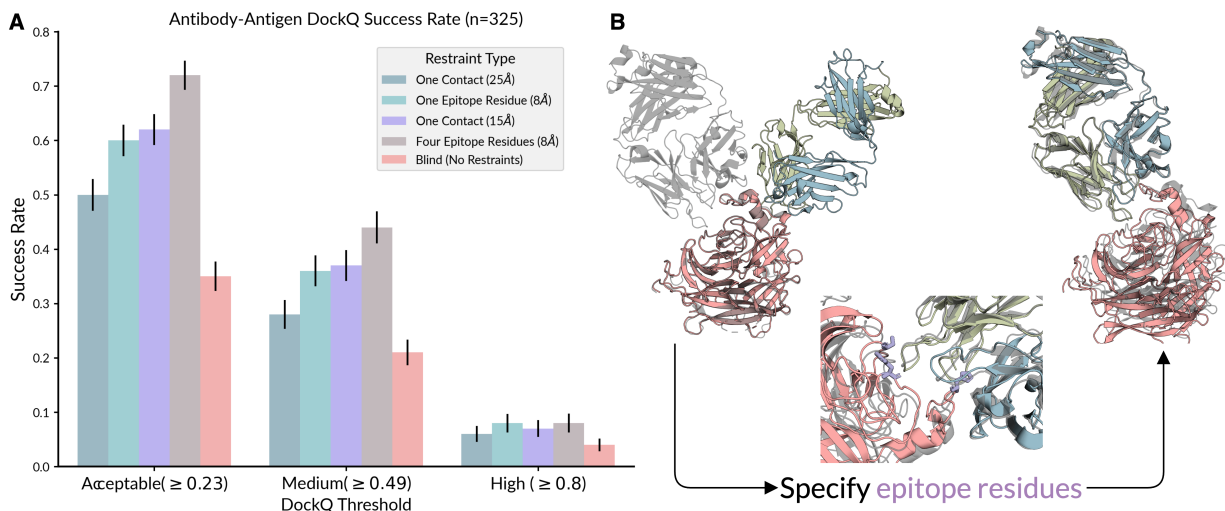 A
Antibody-Antigen DockQ Success Rate (n=325)
0.8
0.7
0.6
0.5
0.4
0.3
0.2
0.1
0.0
Success Rate
Restraint Type
One Contact (25Å)
One Epitope Residue (8Å)
One Contact (15Å)
Four Epitope Residues (8Å)
Blind (No Restraints)
Acceptable(≥0.23)
Medium(≥0.49)
High (≥0.8)
DockQ Threshold
B
Specify epitope residues